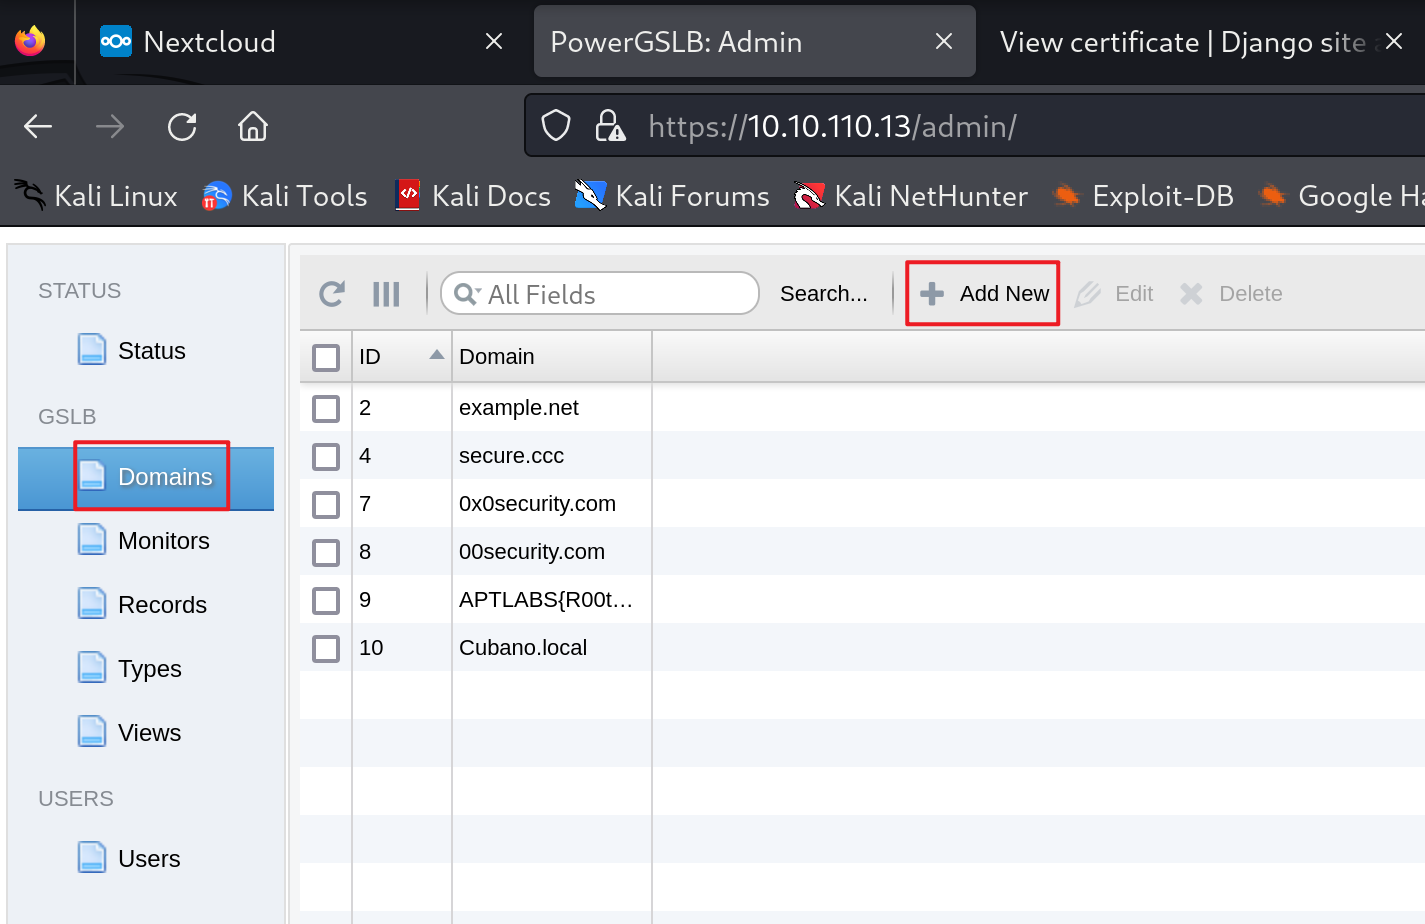 Nextcloud
PowerGSLB: Admin
View certificate | Django site
https://10.10.110.13/admin/
Kali Linux
Kali Tools
Kali Docs
Kali Forums
Kali NetHunter
Exploit-DB
Google Ha
STATUS
Status
GSLB
Domains
Monitors
Records
Types
Views
USERS
Users
All Fields
Search...
Add New
Edit
Delete
ID Domain
2 example.net
4 secure.ccc
7 0x0security.com
8 00security.com
9 APTLABS{R00t...
10 Cubano.local